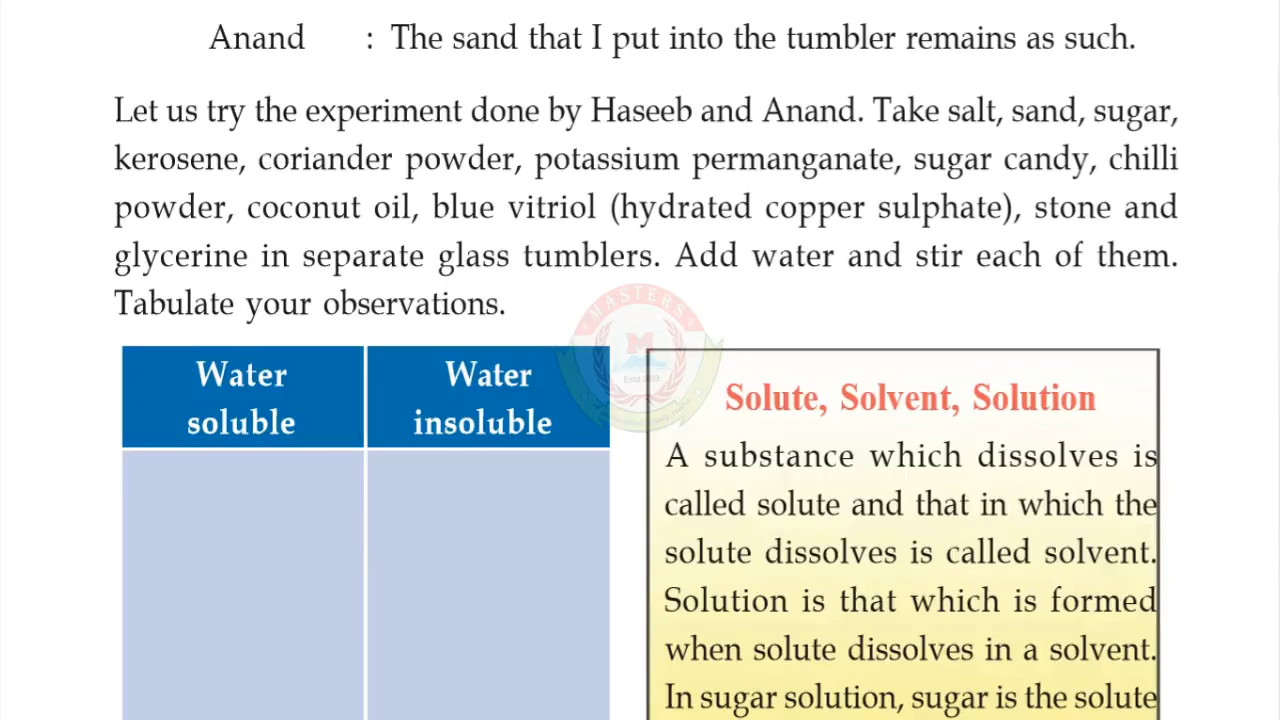 Anand : The sand that I put into the tumbler remains as such.
Let us try the experiment done by Haseeb and Anand. Take salt, sand, sugar,
kerosene, coriander powder, potassium permanganate, sugar candy, chilli
powder, coconut oil, blue vitriol (hydrated copper sulphate), stone and
glycerine in separate glass tumblers. Add water and stir each of them.
Tabulate your observations.
MASTERS
M
Estd
Water
soluble
Water
insoluble
Solute, Solvent, Solution
A substance which dissolves is
called solute and that in which the
solute dissolves is called solvent.
Solution is that which is formed
when solute dissolves in a solvent.
In sugar solution, sugar is the solute